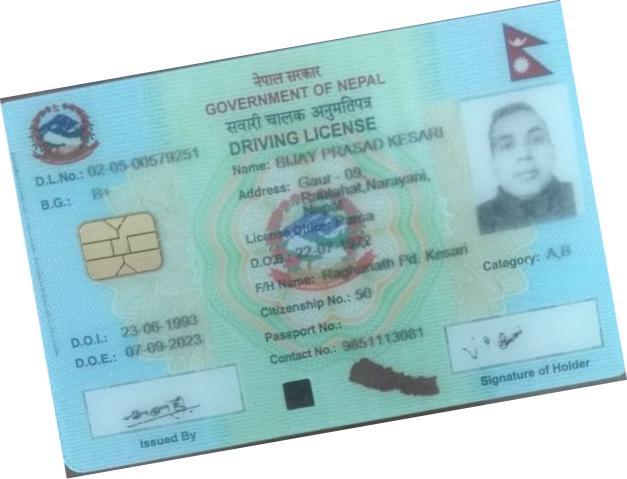 नेपाल सरकार
GOVERNMENT OF NEPAL
सवारी चालक अनुमतिपत्र
DRIVING LICENSE
D.L.No.: 02-05-00579251
B.G.: B+
Name: BIJAY PRASAD KESARI
Address: Gaur - 09,
Rautahat,Narayani,
Nepal
License Office: Parsa
D.O.B.: 22-07-1972
F/H Name: Raghunath Pd. Kesari
Citizenship No.: 50
Passport No.:
Contact No.: 9851113081
Category: A,B
D.O.I.: 23-06-1993
D.O.E.: 07-09-2023
Issued By
Signature of Holder